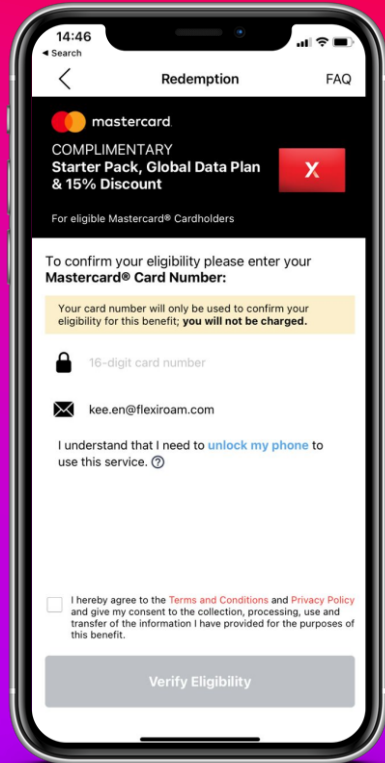 14:46
◀ Search
Redemption
FAQ
mastercard.
COMPLIMENTARY
Starter Pack, Global Data Plan
& 15% Discount
X
For eligible Mastercard® Cardholders
To confirm your eligibility please enter your
Mastercard® Card Number:
Your card number will only be used to confirm your
eligibility for this benefit; you will not be charged.
16-digit card number
kee.en@flexiroam.com
I understand that I need to unlock my phone to
use this service. ?
I hereby agree to the Terms and Conditions and Privacy Policy
and give my consent to the collection, processing, use and
transfer of the information I have provided for the purposes of
this benefit.
Verify Eligibility